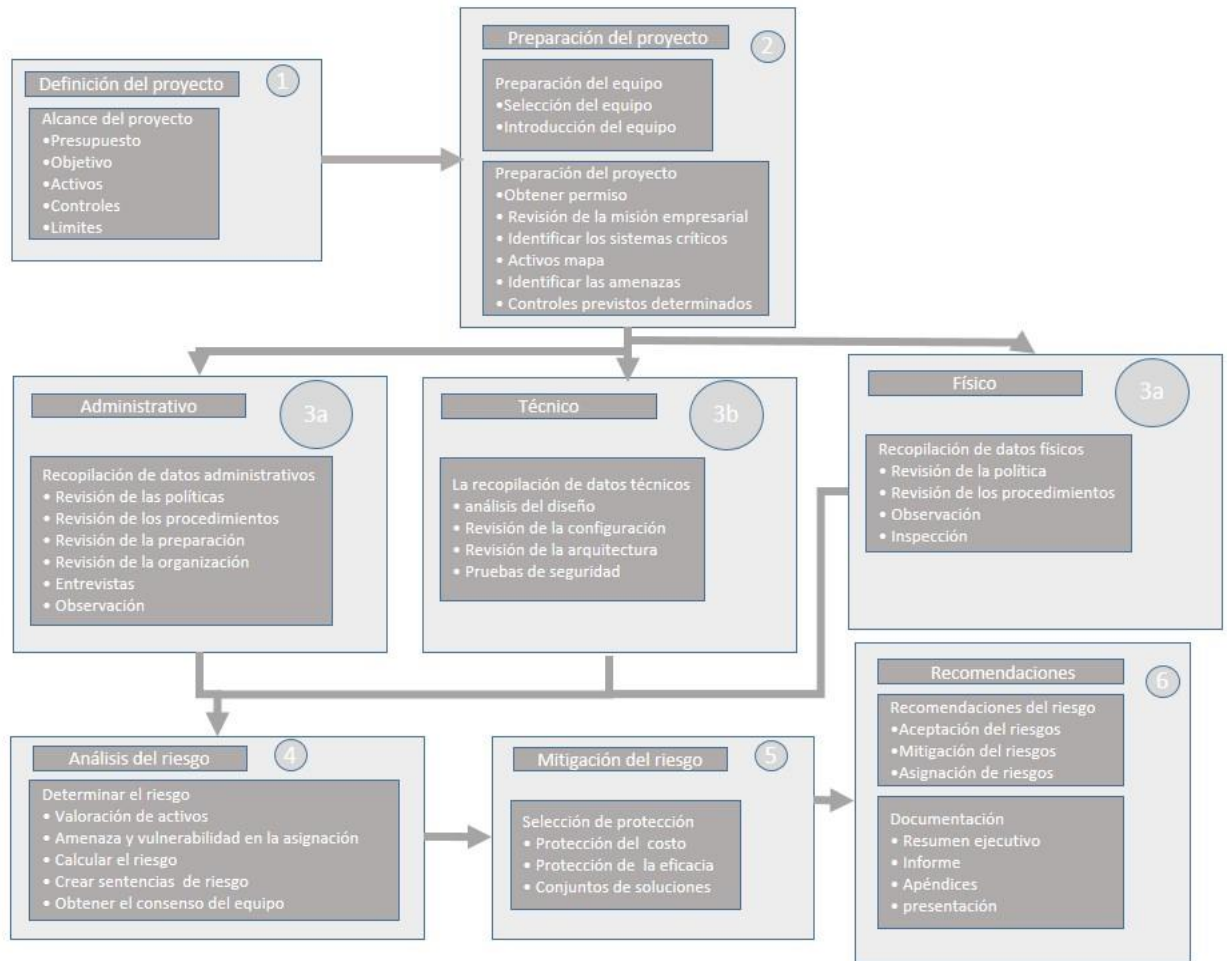 Definición del proyecto
1
Alcance del proyecto
•Presupuesto
•Objetivo
•Activos
•Controles
•Limites
Preparación del proyecto
2
Preparación del equipo
•Selección del equipo
•Introducción del equipo
Preparación del proyecto
•Obtener permiso
• Revisión de la misión empresarial
• Identificar los sistemas críticos
• Activos mapa
• Identificar las amenazas
• Controles previstos determinados
Administrativo
3a
Recopilación de datos administrativos
• Revisión de las políticas
• Revisión de los procedimientos
• Revisión de la preparación
• Revisión de la organización
• Entrevistas
• Observación
Técnico
3b
La recopilación de datos técnicos
• análisis del diseño
• Revisión de la configuración
• Revisión de la arquitectura
• Pruebas de seguridad
Físico
3a
Recopilación de datos físicos
• Revisión de la política
• Revisión de los procedimientos
• Observación
• Inspección
Análisis del riesgo
4
Determinar el riesgo
• Valoración de activos
• Amenaza y vulnerabilidad en la asignación
• Calcular el riesgo
• Crear sentencias de riesgo
• Obtener el consenso del equipo
Mitigación del riesgo
5
Selección de protección
• Protección del costo
• Protección de la eficacia
• Conjuntos de soluciones
Recomendaciones
6
Recomendaciones del riesgo
•Aceptación del riesgos
•Mitigación del riesgos
•Asignación de riesgos
Documentación
• Resumen ejecutivo
• Informe
• Apéndices
• presentación